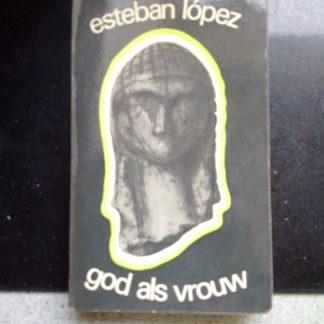 esteban lópez
god als vrouw